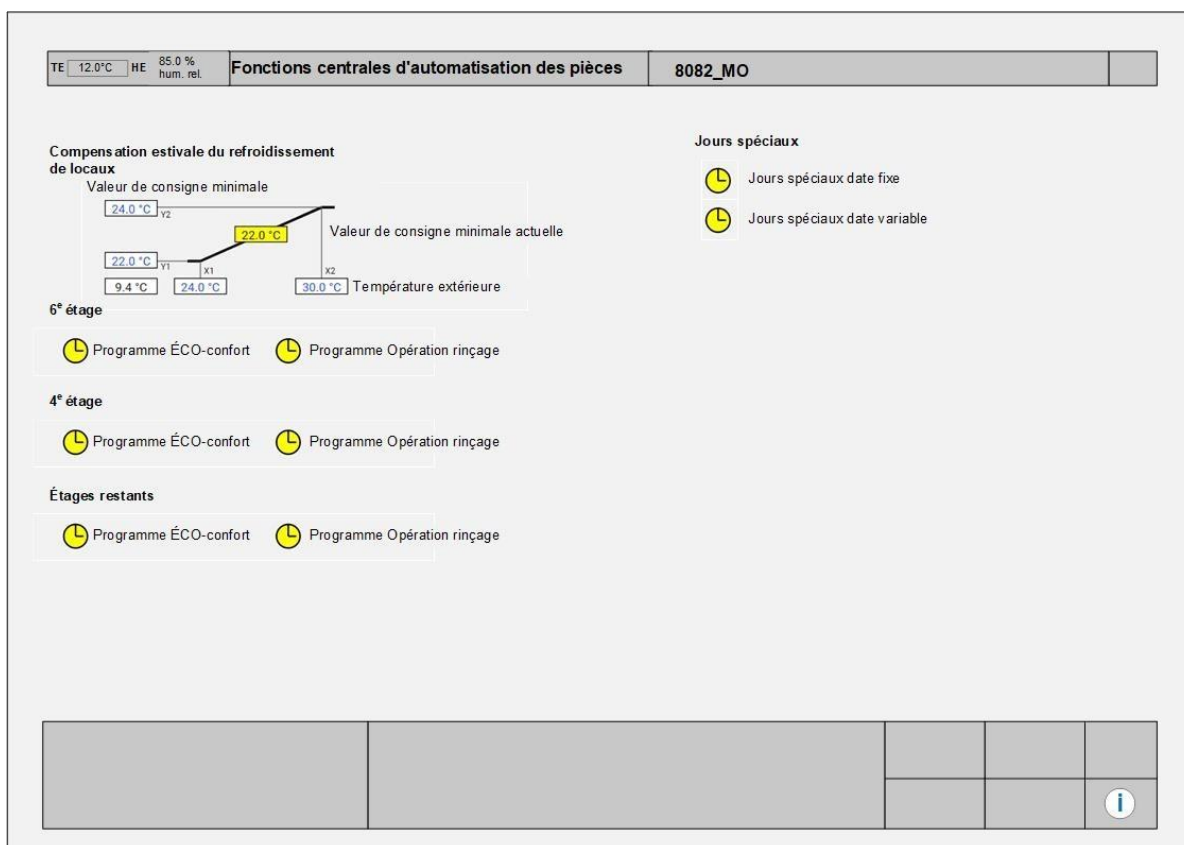 TE 12.0°C HE 85.0 % hum. rel. Fonctions centrales d'automatisation des pièces 8082_MO
Compensation estivale du refroidissement
de locaux
Valeur de consigne minimale
24.0 °C Y2
22.0 °C Valeur de consigne minimale actuelle
22.0 °C Y1 X1 X2
9.4 °C 24.0 °C 30.0 °C Température extérieure
6e étage
Programme ÉCO-confort Programme Opération rinçage
4e étage
Programme ÉCO-confort Programme Opération rinçage
Étages restants
Programme ÉCO-confort Programme Opération rinçage
Jours spéciaux
Jours spéciaux date fixe
Jours spéciaux date variable
i